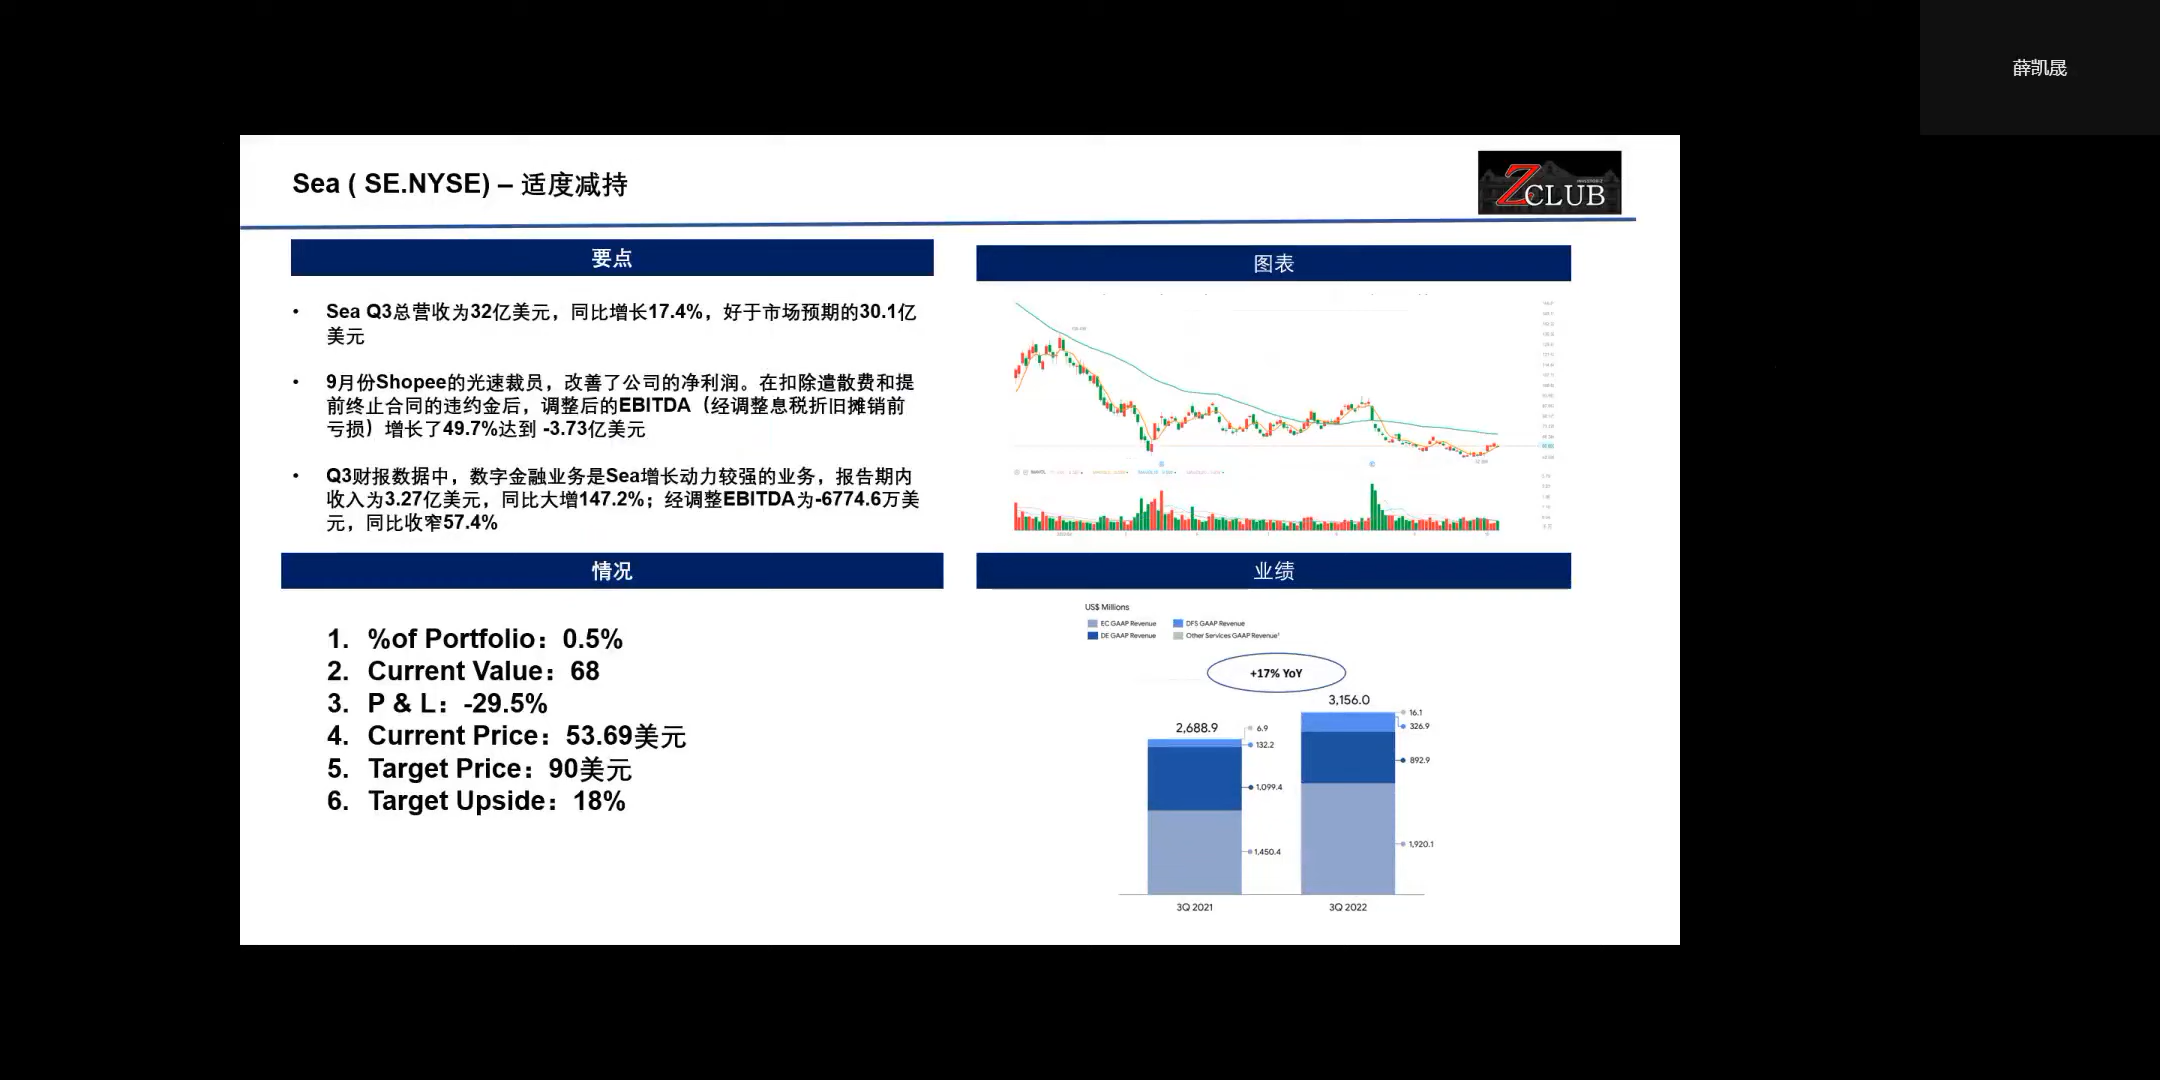 薛凯晟
Sea ( SE.NYSE) – 适度减持
Z CLUB
要点
• Sea Q3总营收为32亿美元，同比增长17.4%，好于市场预期的30.1亿
美元
• 9月份Shopee的光速裁员，改善了公司的净利润。在扣除遣散费和提
前终止合同的违约金后，调整后的EBITDA（经调整息税折旧摊销前
亏损）增长了49.7%达到 -3.73亿美元
• Q3财报数据中，数字金融业务是Sea增长动力较强的业务，报告期内
收入为3.27亿美元，同比大增147.2%；经调整EBITDA为-6774.6万美
元，同比收窄57.4%
图表
情况
1. %of Portfolio：0.5%
2. Current Value：68
3. P & L：-29.5%
4. Current Price：53.69美元
5. Target Price：90美元
6. Target Upside：18%
业绩
US$ Millions
EC GAAP Revenue
DFS GAAP Revenue
DE GAAP Revenue
Other Services GAAP Revenue¹
+17% YoY
2,688.9
6.9
132.2
1,099.4
1,450.4
3,156.0
16.1
326.9
892.9
1,920.1
3Q 2021
3Q 2022